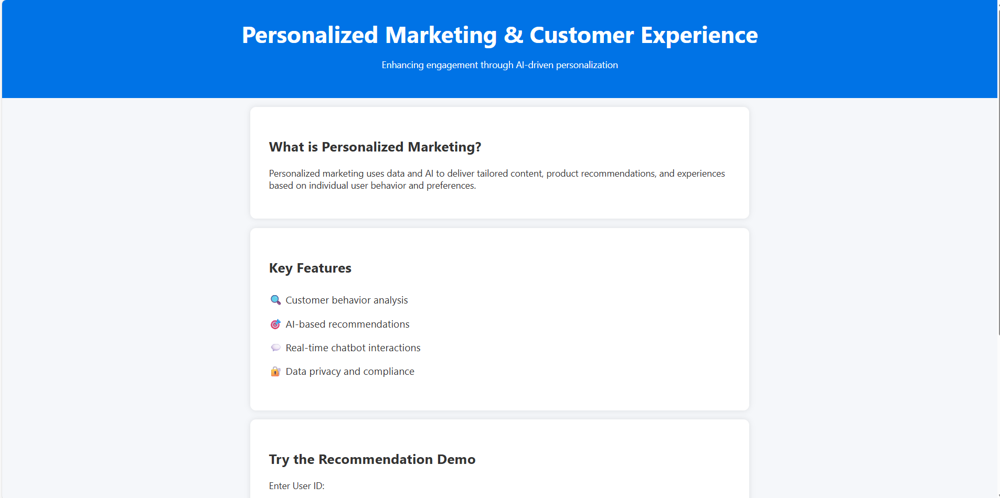 Personalized Marketing & Customer Experience
Enhancing engagement through AI-driven personalization
What is Personalized Marketing?
Personalized marketing uses data and AI to deliver tailored content, product recommendations, and experiences
based on individual user behavior and preferences.
Key Features
Customer behavior analysis
AI-based recommendations
Real-time chatbot interactions
Data privacy and compliance
Try the Recommendation Demo
Enter User ID: